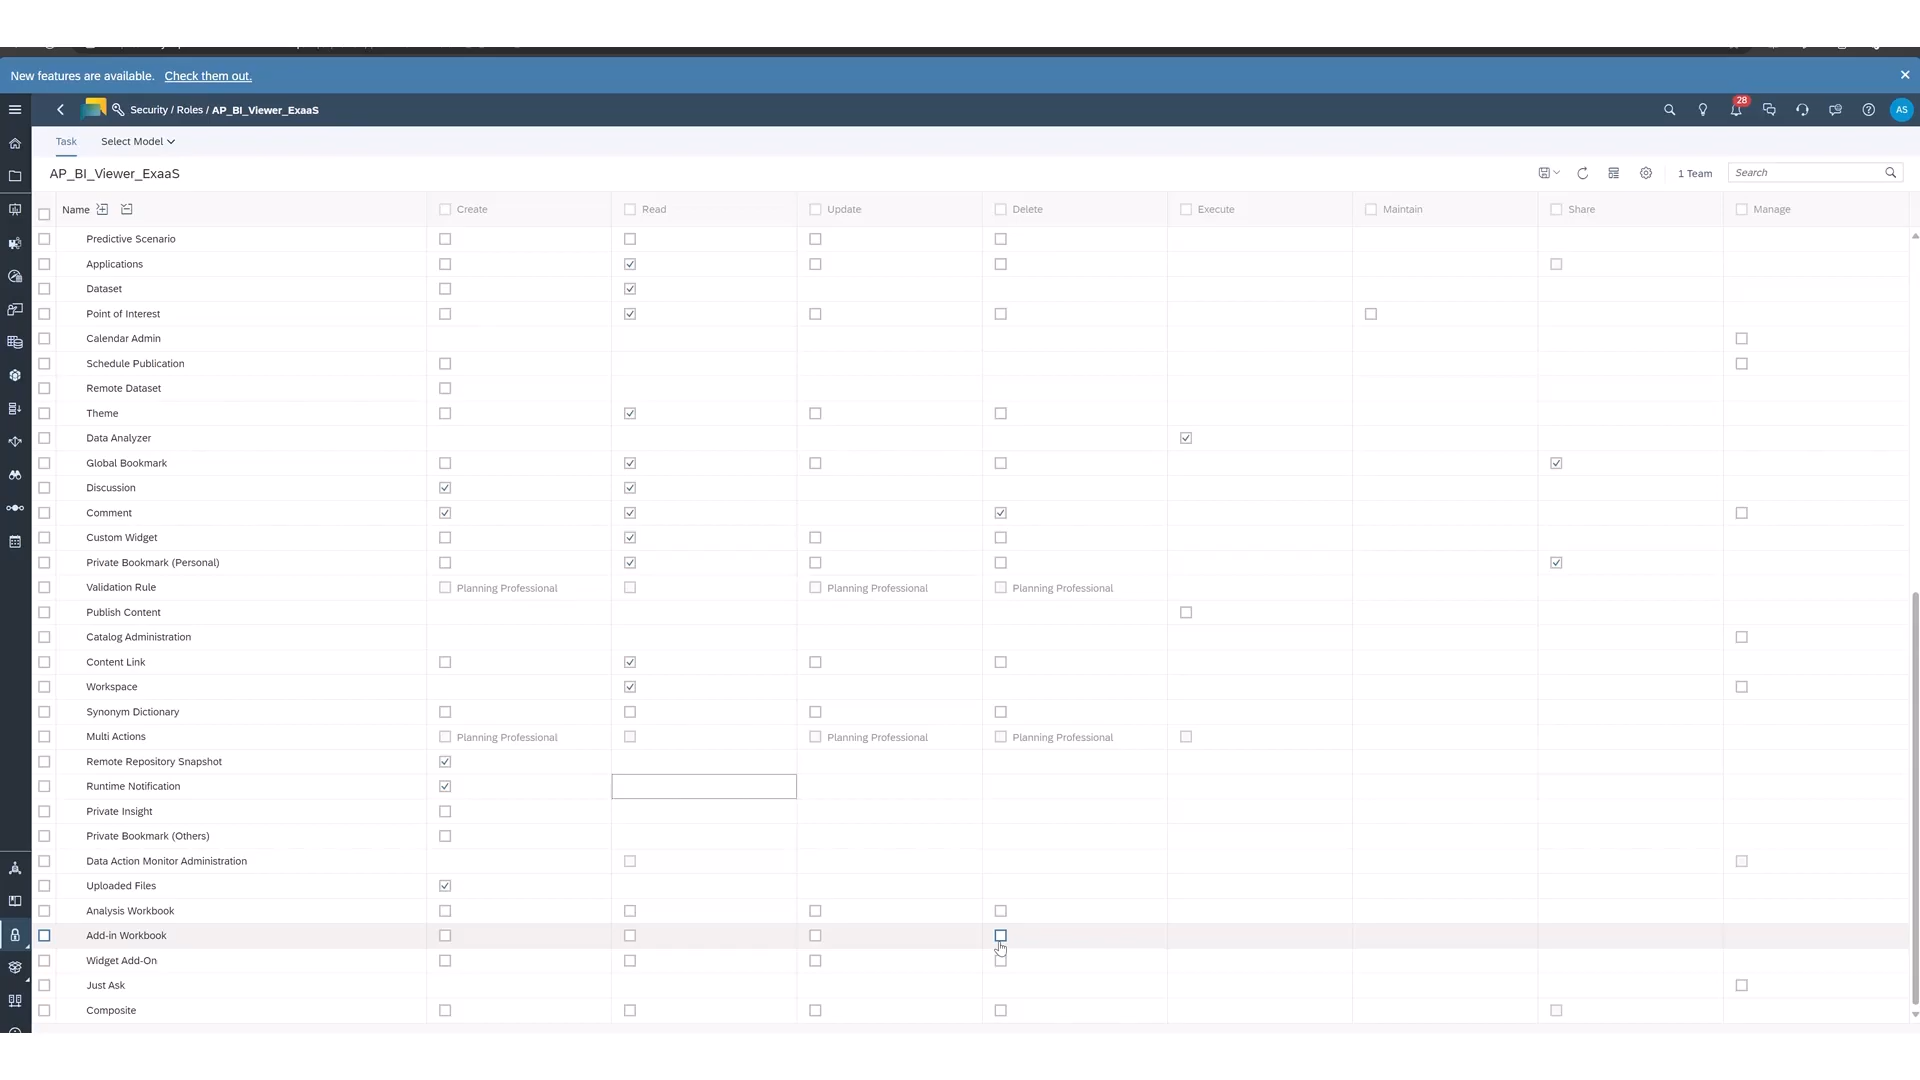 New features are available. Check them out.
Security / Roles / AP_BI_Viewer_ExaaS
28
AS
Task Select Model
AP_BI_Viewer_ExaaS
1 Team
Search
Name Create Read Update Delete Execute Maintain Share Manage
Predictive Scenario
Applications
Dataset
Point of Interest
Calendar Admin
Schedule Publication
Remote Dataset
Theme
Data Analyzer
Global Bookmark
Discussion
Comment
Custom Widget
Private Bookmark (Personal)
Validation Rule Planning Professional Planning Professional Planning Professional
Publish Content
Catalog Administration
Content Link
Workspace
Synonym Dictionary
Multi Actions Planning Professional Planning Professional Planning Professional
Remote Repository Snapshot
Runtime Notification
Private Insight
Private Bookmark (Others)
Data Action Monitor Administration
Uploaded Files
Analysis Workbook
Add-in Workbook
Widget Add-On
Just Ask
Composite